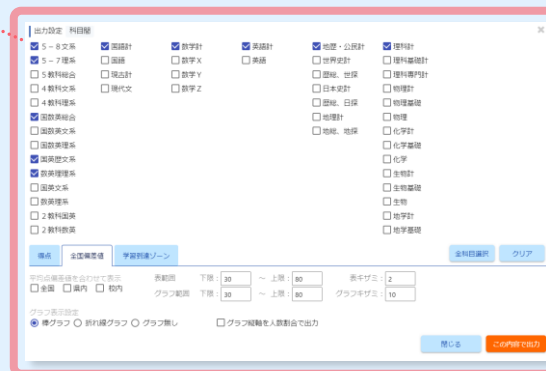 出力設定 科目間
5-8文系 国語計 数学計 英語計 地歴・公民計 理科計
5-7理系 国語 数学X 英語 世界史計 理科基礎計
5教科総合 現古計 数学Y 歴総、世探 理科専門計
4教科文系 現代文 数学Z 日本史計 物理計
4教科理系 歴総、日探 物理基礎
国数英総合 地理計 物理
国数英文系 地総、地探 化学計
国数英理系 化学基礎
国英歴文系 化学
数英理理系 生物計
国英文系 生物基礎
数英理系 生物
2教科国英 地学計
2教科数英 地学基礎
得点 全国偏差値 学習到達ゾーン 全科目選択 クリア
平均点偏差値を合わせて表示 表範囲 下限:30 ~ 上限:80 表キザミ:2
全国 県内 校内 グラフ範囲 下限:30 ~ 上限:80 グラフキザミ:10
グラフ表示設定
棒グラフ 折れ線グラフ グラフ無し グラフ縦軸を人数割合で出力
閉じる この内容で出力